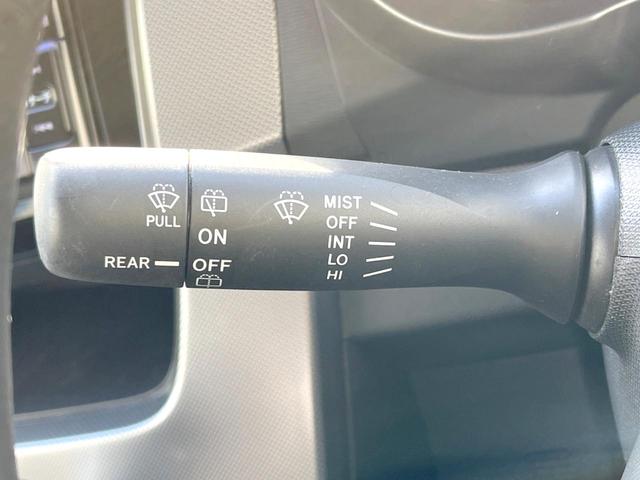 PULL
REAR
ON
OFF
MIST
OFF
INT
LO
HI